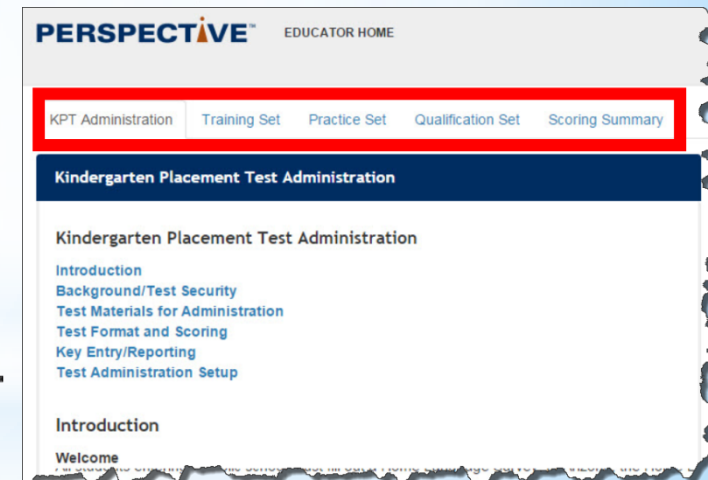 PERSPECTIVE™ EDUCATOR HOME
KPT Administration Training Set Practice Set Qualification Set Scoring Summary
Kindergarten Placement Test Administration
Kindergarten Placement Test Administration
Introduction
Background/Test Security
Test Materials for Administration
Test Format and Scoring
Key Entry/Reporting
Test Administration Setup
Introduction
Welcome